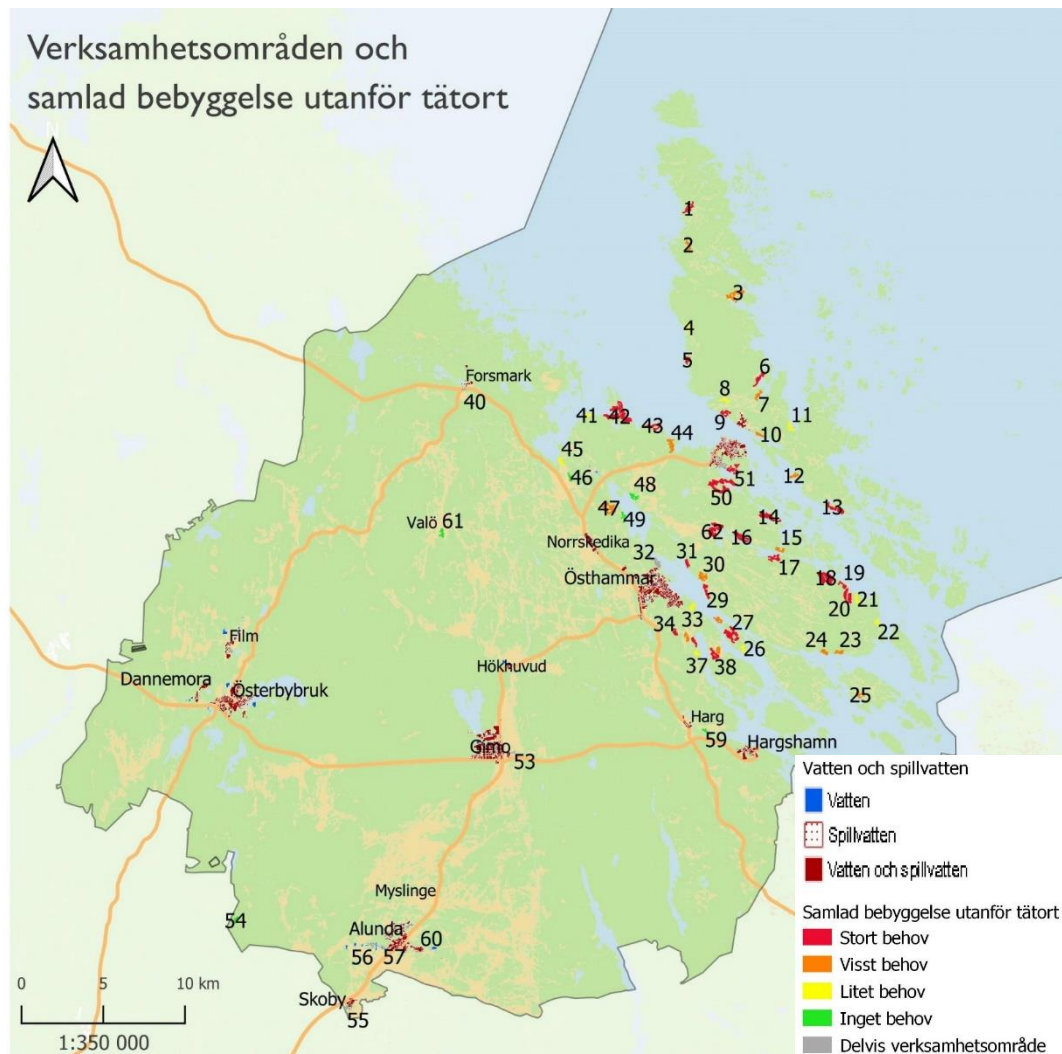 Verksamhetsområden och
samlad bebyggelse utanför tätort
N
1
2
3
4
5
6
7
8
9
10
11
Forsmark
40
41
42
43
44
45
46
12
51
50
13
48
47
49
14
Valö 61
62
16
15
Norrskedika
17
32
31
Östhammar
30
18
19
29
20
21
33
34
27
22
26
24
23
37
38
Film
Hökhuvud
Dannemora
Österbybruk
25
Harg
59
Hargshamn
Gimo
53
Myslinge
54
Alunda
60
56
57
Skoby
55
Vatten och spillvatten
Vatten
Spillvatten
Vatten och spillvatten
Samlad bebyggelse utanför tätort
Stort behov
Visst behov
Litet behov
Inget behov
Delvis verksamhetsområde
0 5 10 km
1:350 000